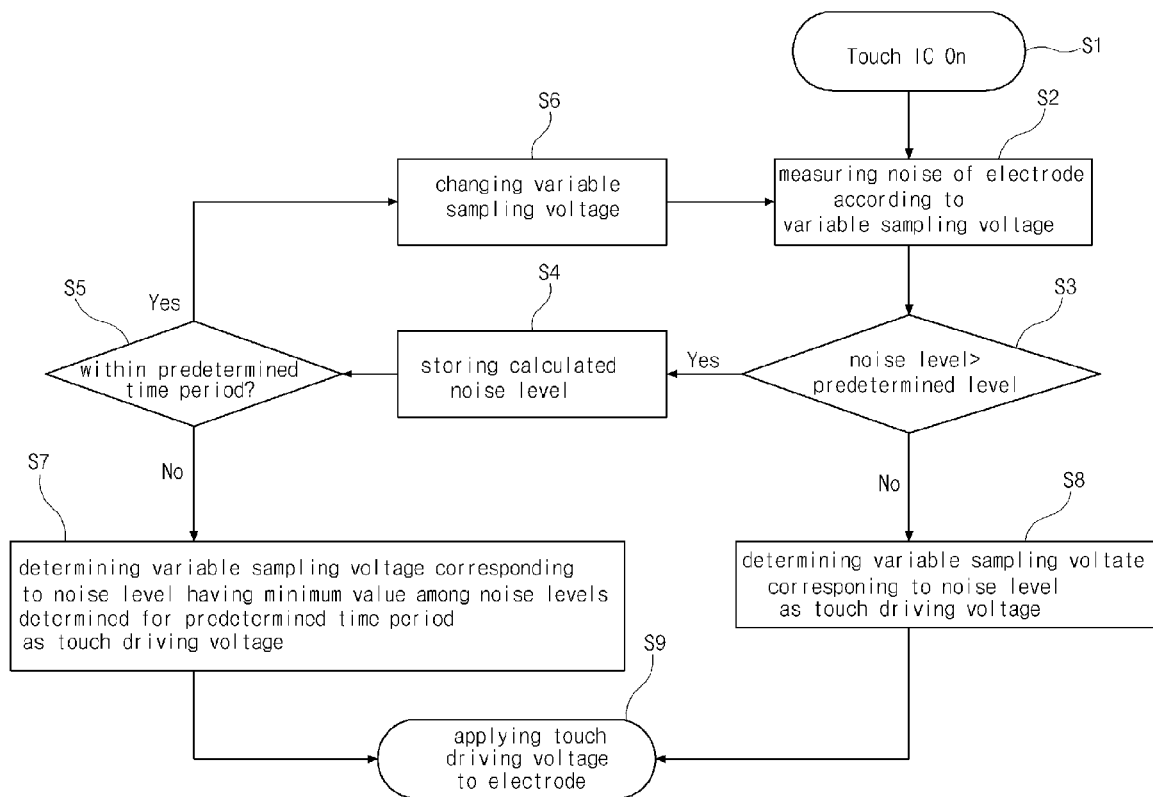 Touch IC On
S1
S6
S2
changing variable
sampling voltage
measuring noise of electrode
according to
variable sampling voltage
S5
Yes
S4
S3
within predetermined
time period?
storing calculated
noise level
Yes
noise level>
predetermined level
S7
No
No
S8
determining variable sampling voltage corresponding
to noise level having minimum value among noise levels
determined for predetermined time period
as touch driving voltage
determining variable sampling voltate
corresponing to noise level
as touch driving voltage
S9
applying touch
driving voltage
to electrode